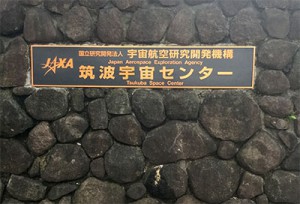 JAXA
国立研究開発法人 宇宙航空研究開発機構
Japan Aerospace Exploration Agency
筑波宇宙センター
Tsukuba Space Center